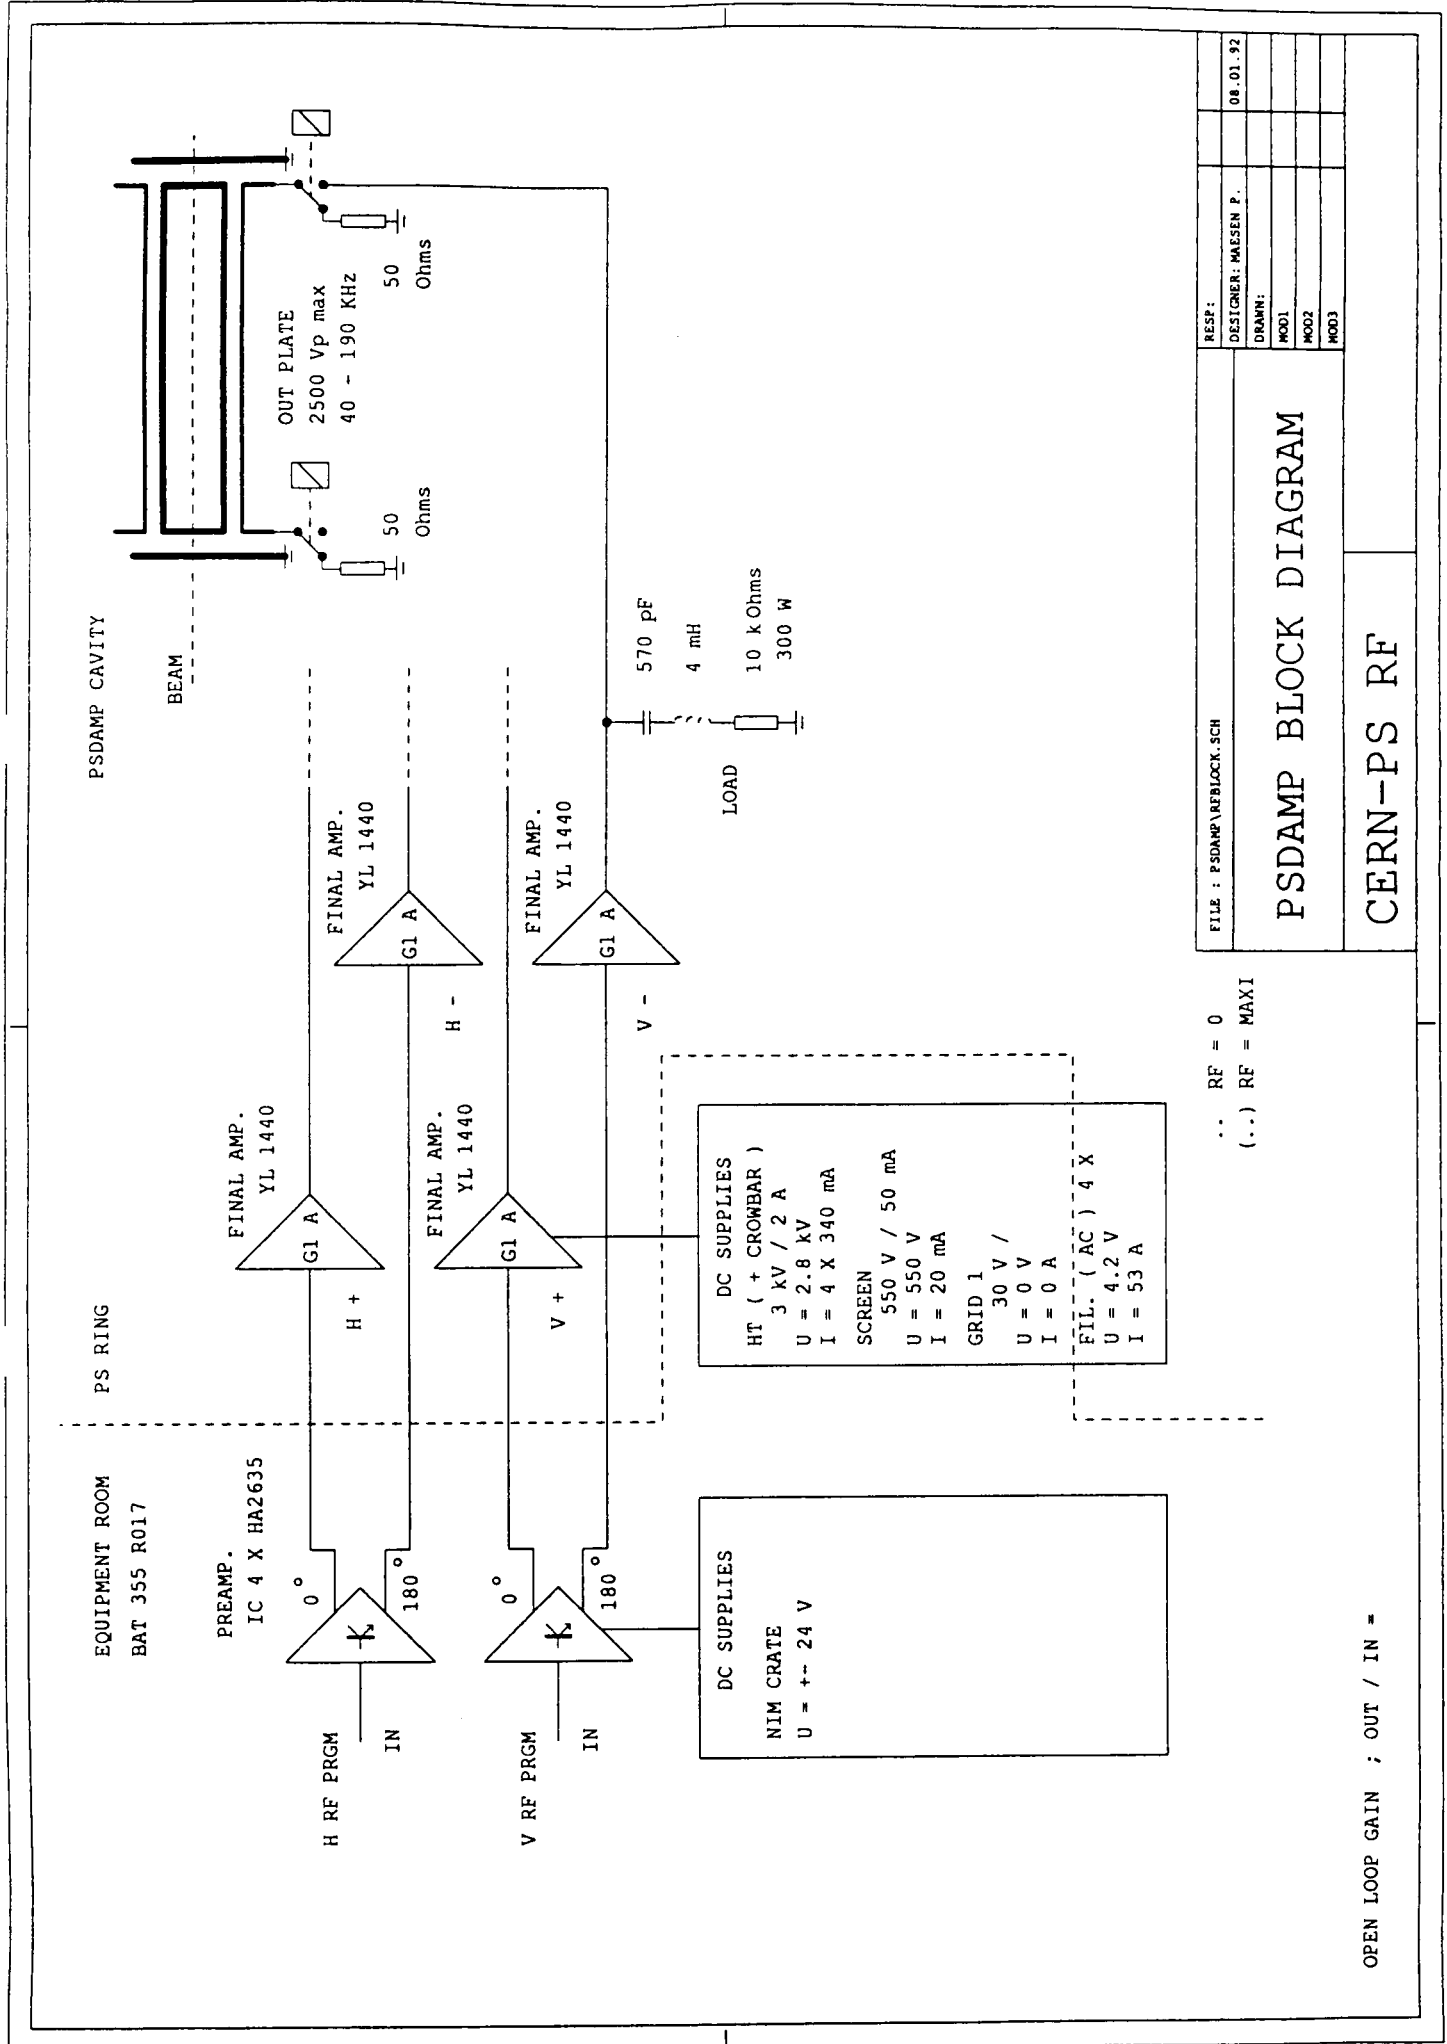 EQUIPMENT ROOM
BAT 355 R017
PS RING
PSDAMP CAVITY
BEAM
PREAMP.
IC 4 X HA2635
0°
180°
H RF PRGM
IN
K
FINAL AMP.
YL 1440
G1 A
H +
FINAL AMP.
YL 1440
G1 A
H -
V RF PRGM
IN
K
0°
180°
FINAL AMP.
YL 1440
G1 A
V +
FINAL AMP.
YL 1440
G1 A
V -
OUT PLATE
2500 Vp max
40 - 190 KHz
50
Ohms
50
Ohms
570 pF
4 mH
10 kOhms
300 W
LOAD
DC SUPPLIES
NIM CRATE
U = +- 24 V
DC SUPPLIES
HT ( + CROWBAR )
3 kV / 2 A
U = 2.8 kV
I = 4 X 340 mA
SCREEN
550 V / 50 mA
U = 550 V
I = 20 mA
GRID 1
30 V /
U = 0 V
I = 0 A
FIL. ( AC ) 4 X
U = 4.2 V
I = 53 A
.. RF = 0
(..) RF = MAXI
OPEN LOOP GAIN ; OUT / IN =
FILE : PSDAMP\RFBLOCK.SCH
PSDAMP BLOCK DIAGRAM
CERN-PS RF
RESP:
DESIGNER: MAESEN P. 08.01.92
DRAWN:
MOD1
MOD2
MOD3